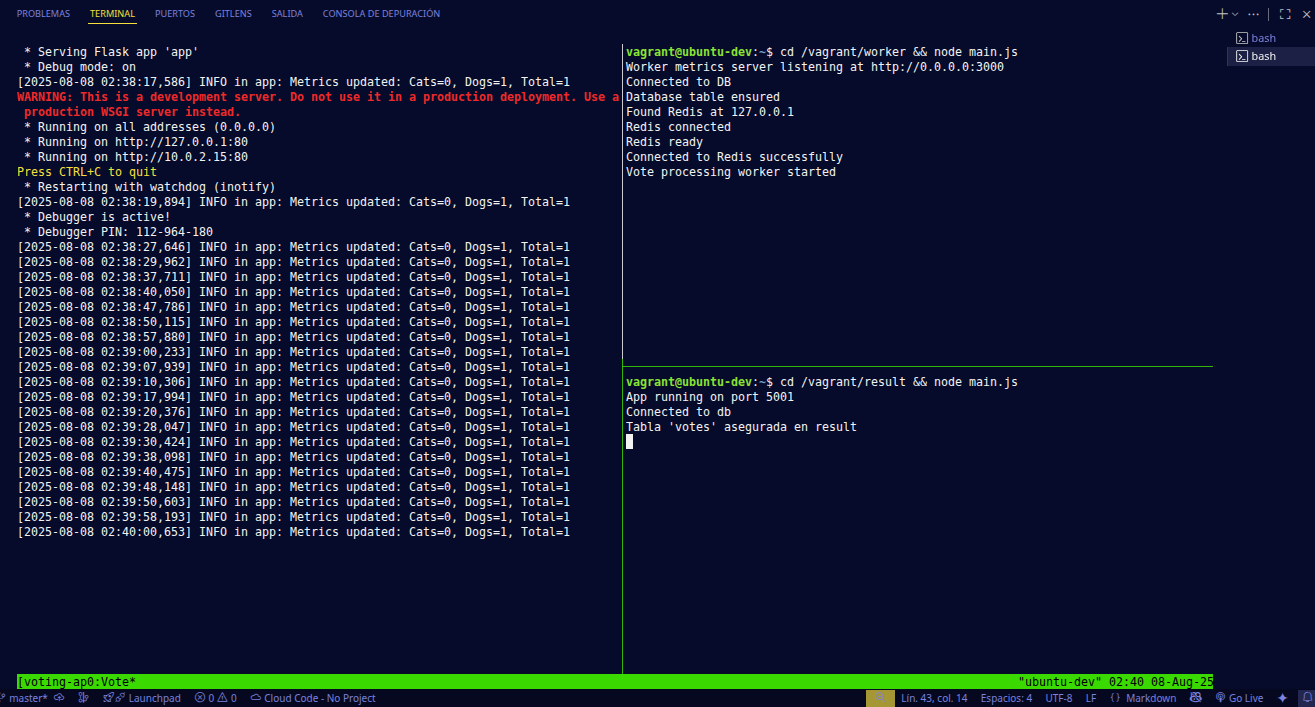 PROBLEMAS TERMINAL PUERTOS GITLENS SALIDA CONSOLA DE DEPURACIÓN
* Serving Flask app 'app'
* Debug mode: on
[2025-08-08 02:38:17,586] INFO in app: Metrics updated: Cats=0, Dogs=1, Total=1
WARNING: This is a development server. Do not use it in a production deployment. Use a
production WSGI server instead.
* Running on all addresses (0.0.0.0)
* Running on http://127.0.0.1:80
* Running on http://10.0.2.15:80
Press CTRL+C to quit
* Restarting with watchdog (inotify)
[2025-08-08 02:38:19,894] INFO in app: Metrics updated: Cats=0, Dogs=1, Total=1
* Debugger is active!
* Debugger PIN: 112-964-180
[2025-08-08 02:38:27,646] INFO in app: Metrics updated: Cats=0, Dogs=1, Total=1
[2025-08-08 02:38:29,962] INFO in app: Metrics updated: Cats=0, Dogs=1, Total=1
[2025-08-08 02:38:37,711] INFO in app: Metrics updated: Cats=0, Dogs=1, Total=1
[2025-08-08 02:38:40,050] INFO in app: Metrics updated: Cats=0, Dogs=1, Total=1
[2025-08-08 02:38:47,786] INFO in app: Metrics updated: Cats=0, Dogs=1, Total=1
[2025-08-08 02:38:50,115] INFO in app: Metrics updated: Cats=0, Dogs=1, Total=1
[2025-08-08 02:38:57,880] INFO in app: Metrics updated: Cats=0, Dogs=1, Total=1
[2025-08-08 02:39:00,233] INFO in app: Metrics updated: Cats=0, Dogs=1, Total=1
[2025-08-08 02:39:07,939] INFO in app: Metrics updated: Cats=0, Dogs=1, Total=1
[2025-08-08 02:39:10,306] INFO in app: Metrics updated: Cats=0, Dogs=1, Total=1
[2025-08-08 02:39:17,994] INFO in app: Metrics updated: Cats=0, Dogs=1, Total=1
[2025-08-08 02:39:20,376] INFO in app: Metrics updated: Cats=0, Dogs=1, Total=1
[2025-08-08 02:39:28,047] INFO in app: Metrics updated: Cats=0, Dogs=1, Total=1
[2025-08-08 02:39:30,424] INFO in app: Metrics updated: Cats=0, Dogs=1, Total=1
[2025-08-08 02:39:38,098] INFO in app: Metrics updated: Cats=0, Dogs=1, Total=1
[2025-08-08 02:39:40,475] INFO in app: Metrics updated: Cats=0, Dogs=1, Total=1
[2025-08-08 02:39:48,148] INFO in app: Metrics updated: Cats=0, Dogs=1, Total=1
[2025-08-08 02:39:50,603] INFO in app: Metrics updated: Cats=0, Dogs=1, Total=1
[2025-08-08 02:39:58,193] INFO in app: Metrics updated: Cats=0, Dogs=1, Total=1
[2025-08-08 02:40:00,653] INFO in app: Metrics updated: Cats=0, Dogs=1, Total=1
vagrant@ubuntu-dev:~$ cd /vagrant/worker && node main.js
Worker metrics server listening at http://0.0.0.0:3000
Connected to DB
Database table ensured
Found Redis at 127.0.0.1
Redis connected
Redis ready
Connected to Redis successfully
Vote processing worker started
vagrant@ubuntu-dev:~$ cd /vagrant/result && node main.js
App running on port 5001
Connected to db
Tabla 'votes' asegurada en result
bash
bash
[voting-ap0:Vote* "ubuntu-dev" 02:40 08-Aug-25
master* Launchpad 0 0 Cloud Code - No Project Lín. 43, col. 14 Espacios: 4 UTF-8 LF {} Markdown Go Live